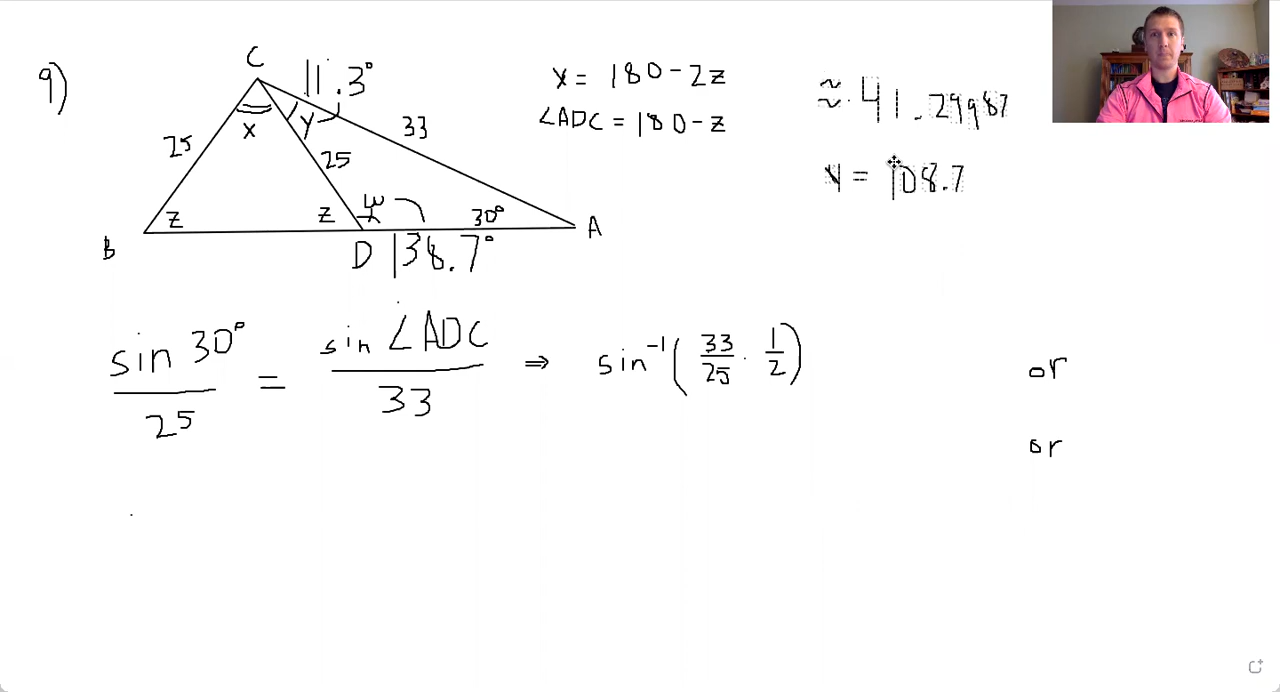 9)
C
11.3°
x = 180 - 2z
≈ 41.29987
∠ADC = 180 - z
25 x y 33
25
y = 108.7
z z w 30° A
B D 138.7°
sin 30° / 25 = sin ∠ADC / 33 ⇒ sin⁻¹( 33/25 · 1/2 ) or
or